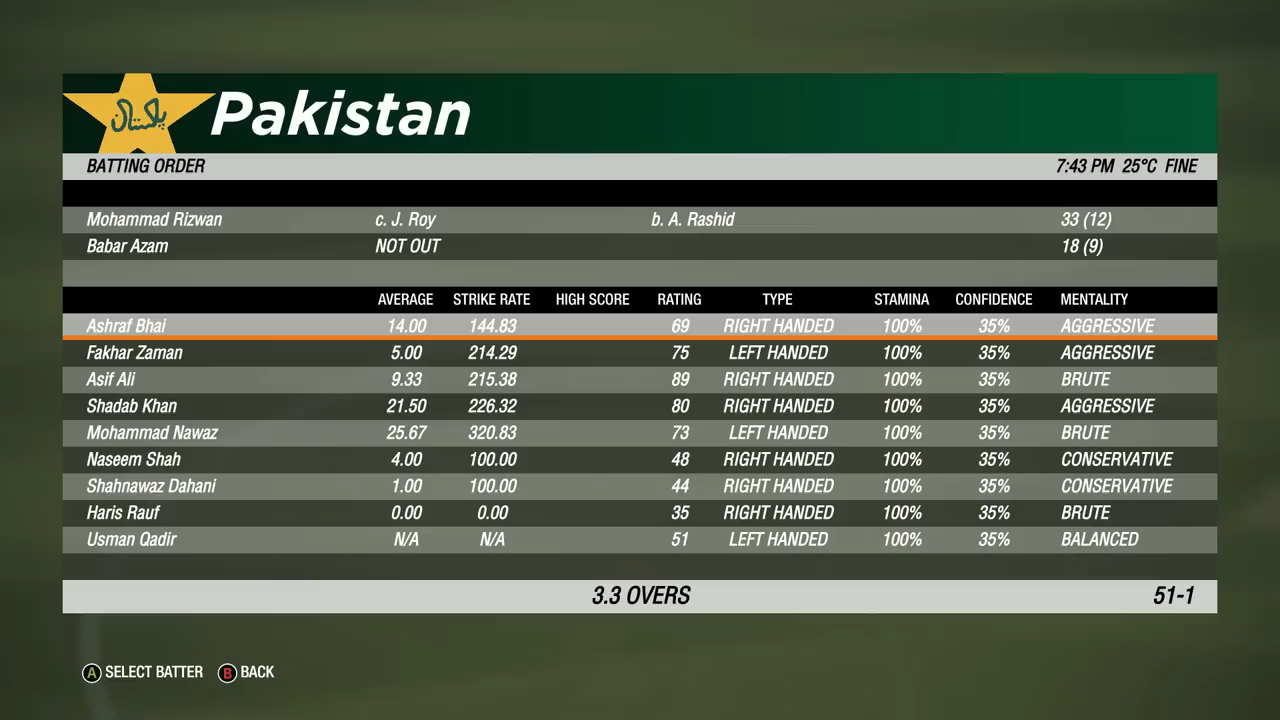 پاکستان Pakistan
BATTING ORDER 7:43 PM 25°C FINE
Mohammad Rizwan c. J. Roy b. A. Rashid 33 (12)
Babar Azam NOT OUT 18 (9)
AVERAGE STRIKE RATE HIGH SCORE RATING TYPE STAMINA CONFIDENCE MENTALITY
Ashraf Bhai 14.00 144.83 69 RIGHT HANDED 100% 35% AGGRESSIVE
Fakhar Zaman 5.00 214.29 75 LEFT HANDED 100% 35% AGGRESSIVE
Asif Ali 9.33 215.38 89 RIGHT HANDED 100% 35% BRUTE
Shadab Khan 21.50 226.32 80 RIGHT HANDED 100% 35% AGGRESSIVE
Mohammad Nawaz 25.67 320.83 73 LEFT HANDED 100% 35% BRUTE
Naseem Shah 4.00 100.00 48 RIGHT HANDED 100% 35% CONSERVATIVE
Shahnawaz Dahani 1.00 100.00 44 RIGHT HANDED 100% 35% CONSERVATIVE
Haris Rauf 0.00 0.00 35 RIGHT HANDED 100% 35% BRUTE
Usman Qadir N/A N/A 51 LEFT HANDED 100% 35% BALANCED
3.3 OVERS 51-1
A SELECT BATTER B BACK